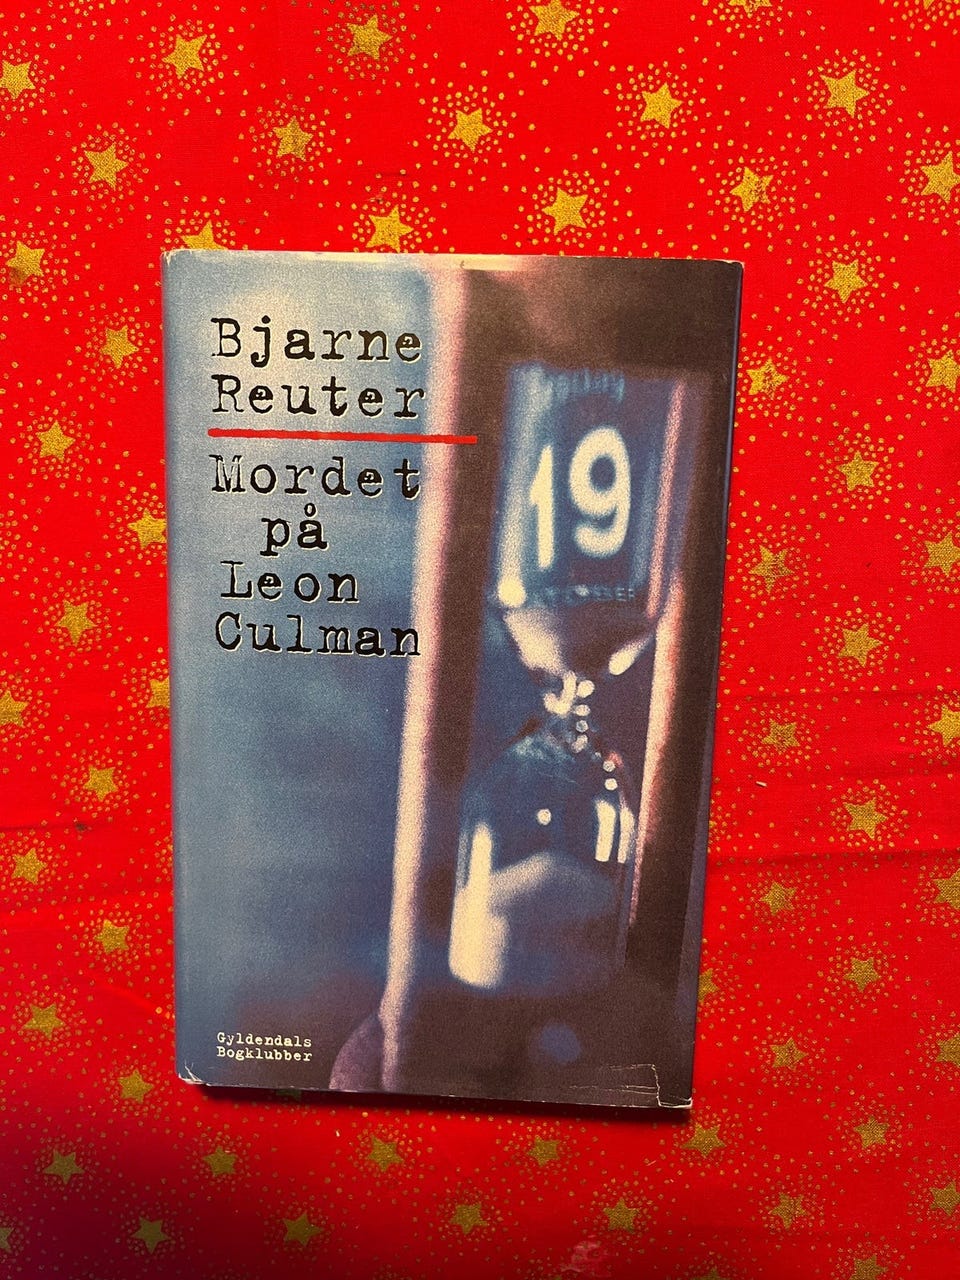 Bjarne
Reuter
Mordet
på
Leon
Culman
19
Gyldendals
Bogklubber